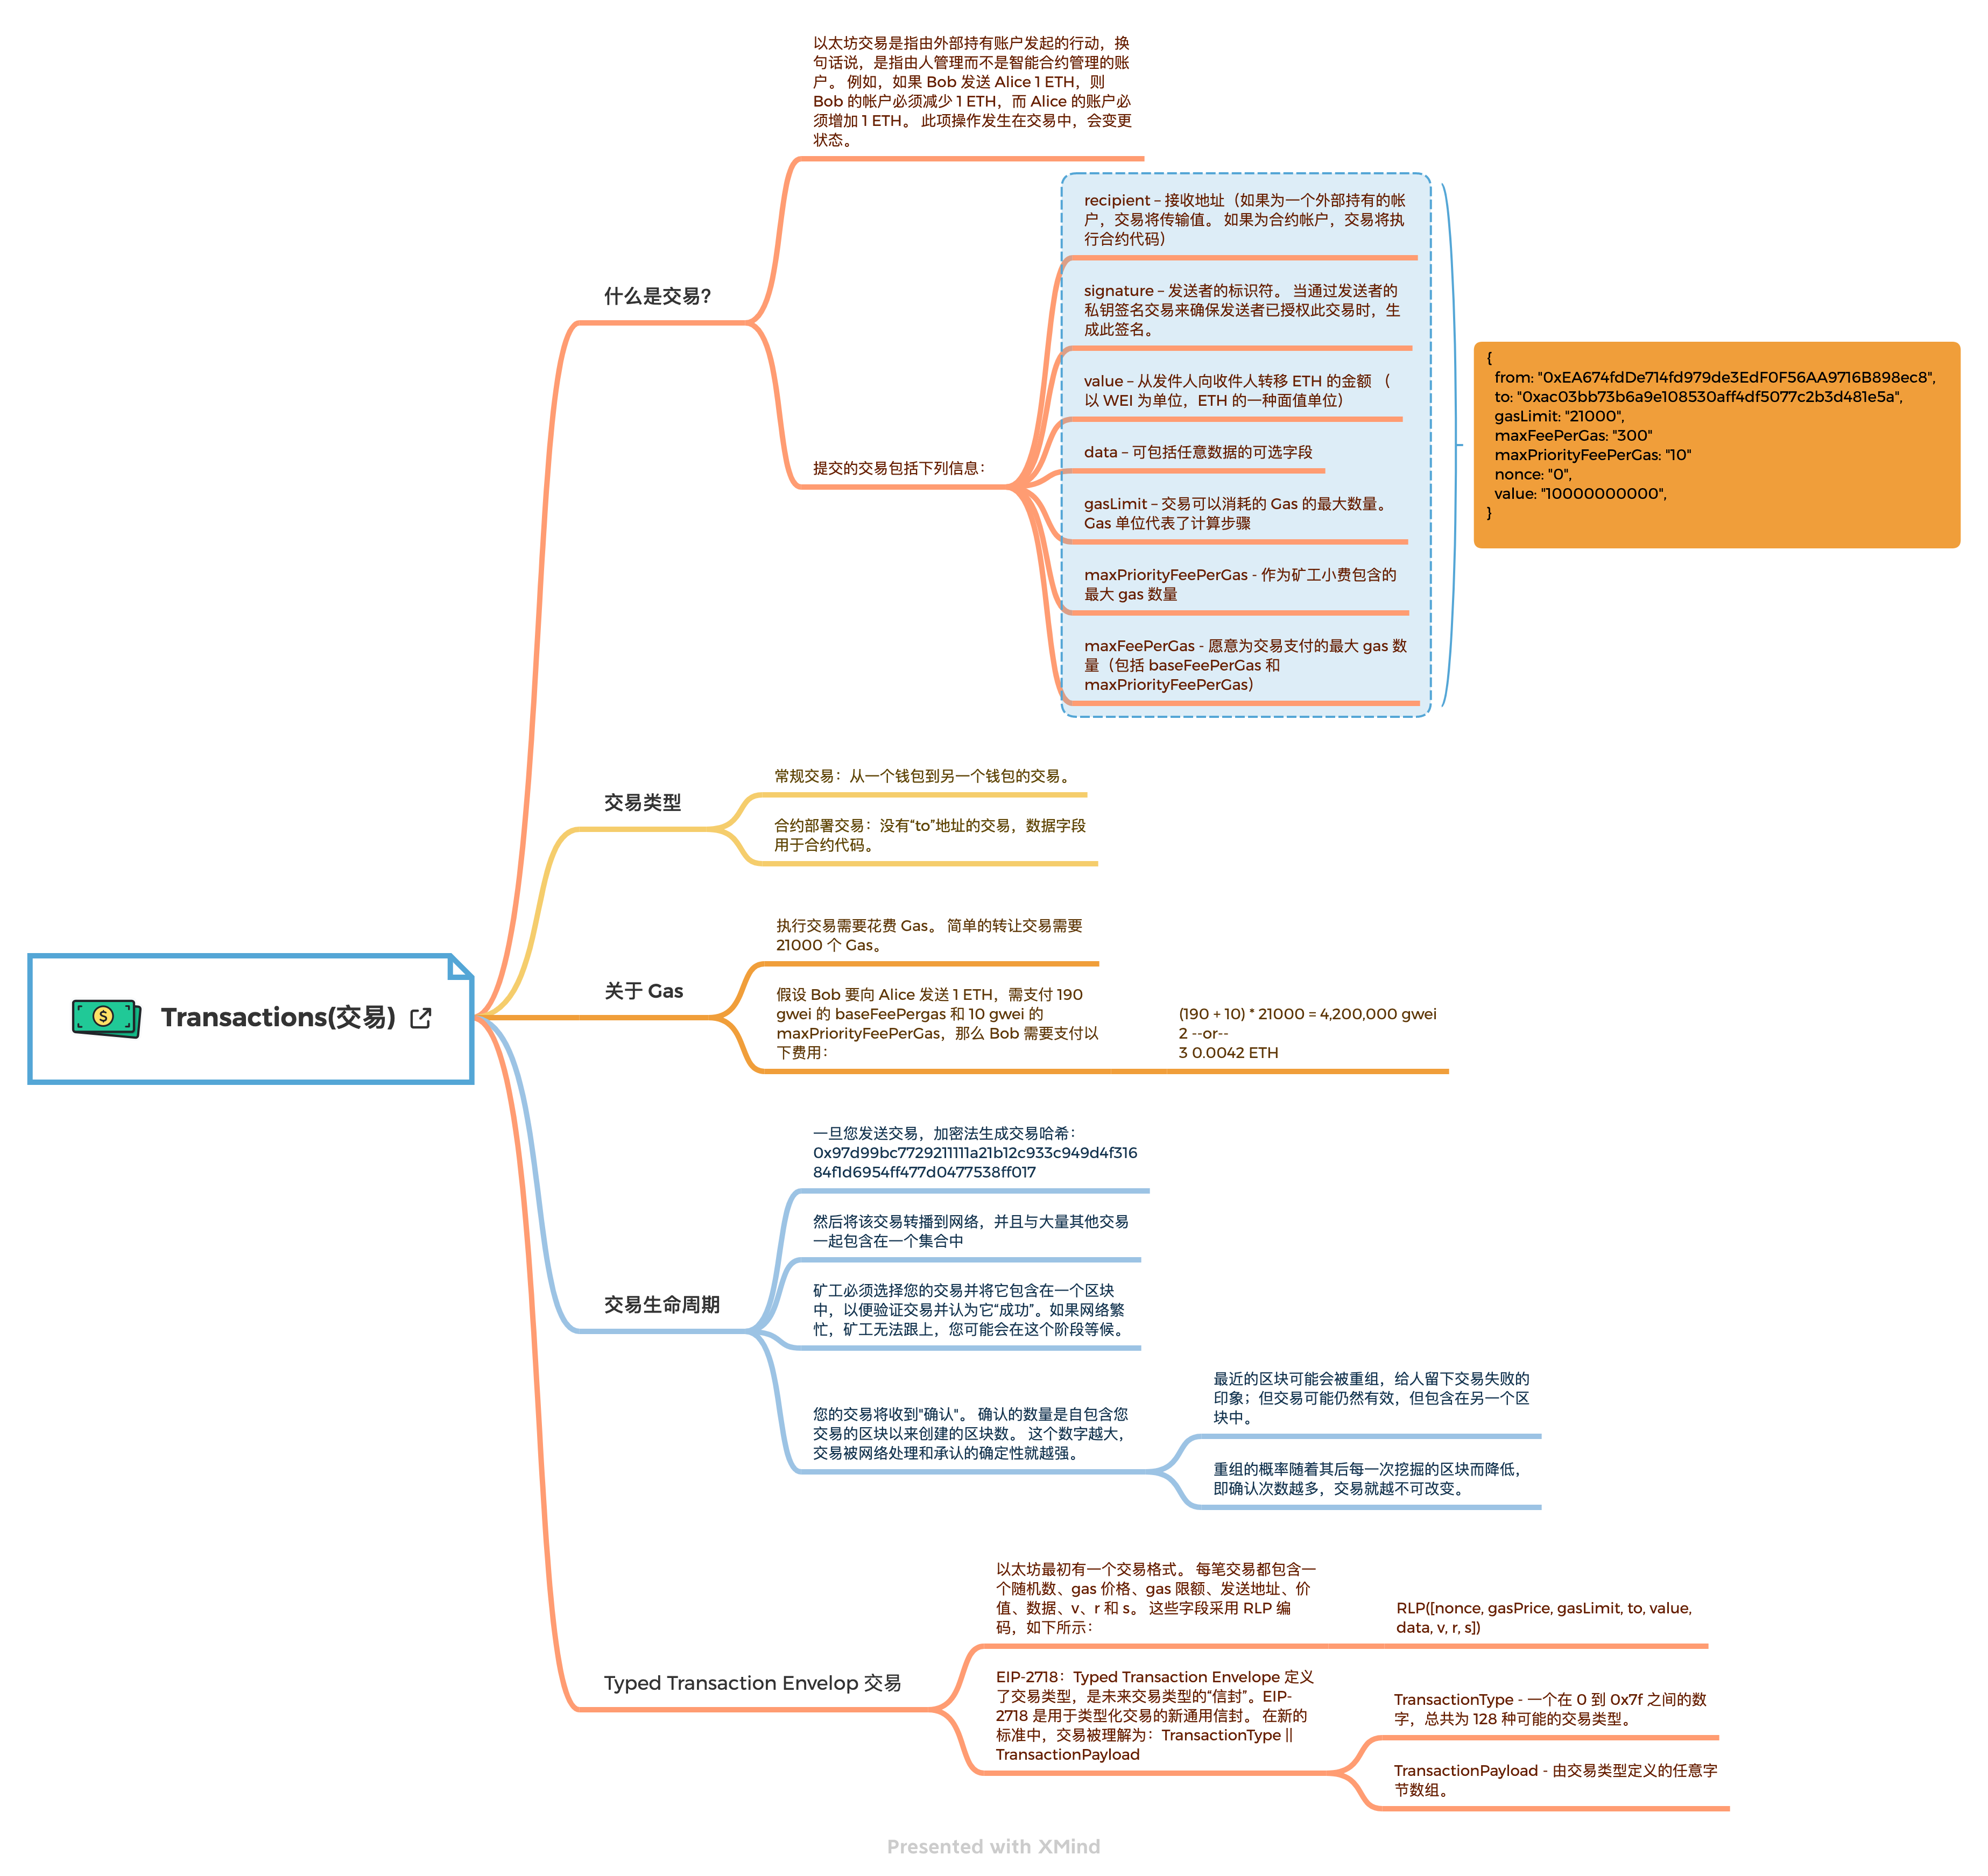 Transactions(交易)
什么是交易?
以太坊交易是指由外部持有账户发起的行动，换
句话说，是指由人管理而不是智能合约管理的账
户。 例如，如果 Bob 发送 Alice 1 ETH，则
Bob 的帐户必须减少 1 ETH，而 Alice 的账户必
须增加 1 ETH。 此项操作发生在交易中，会变更
状态。
提交的交易包括下列信息：
recipient – 接收地址（如果为一个外部持有的帐
户，交易将传输值。 如果为合约帐户，交易将执
行合约代码）
signature – 发送者的标识符。 当通过发送者的
私钥签名交易来确保发送者已授权此交易时，生
成此签名。
value – 从发件人向收件人转移 ETH 的金额 （
以 WEI 为单位，ETH 的一种面值单位）
data – 可包括任意数据的可选字段
gasLimit – 交易可以消耗的 Gas 的最大数量。
Gas 单位代表了计算步骤
maxPriorityFeePerGas - 作为矿工小费包含的
最大 gas 数量
maxFeePerGas - 愿意为交易支付的最大 gas 数
量（包括 baseFeePerGas 和
maxPriorityFeePerGas）
{
from: "0xEA674fdDe714fd979de3EdF0F56AA9716B898ec8",
to: "0xac03bb73b6a9e108530aff4df5077c2b3d481e5a",
gasLimit: "21000",
maxFeePerGas: "300"
maxPriorityFeePerGas: "10"
nonce: "0",
value: "10000000000",
}
交易类型
常规交易：从一个钱包到另一个钱包的交易。
合约部署交易：没有“to”地址的交易，数据字段
用于合约代码。
关于 Gas
执行交易需要花费 Gas。 简单的转让交易需要
21000 个 Gas。
假设 Bob 要向 Alice 发送 1 ETH，需支付 190
gwei 的 baseFeePergas 和 10 gwei 的
maxPriorityFeePerGas，那么 Bob 需要支付以
下费用：
(190 + 10) * 21000 = 4,200,000 gwei
2 --or--
3 0.0042 ETH
交易生命周期
一旦您发送交易，加密法生成交易哈希：
0x97d99bc7729211111a21b12c933c949d4f316
84f1d6954ff477d0477538ff017
然后将该交易转播到网络，并且与大量其他交易
一起包含在一个集合中
矿工必须选择您的交易并将它包含在一个区块
中，以便验证交易并认为它“成功”。如果网络繁
忙，矿工无法跟上，您可能会在这个阶段等候。
您的交易将收到"确认"。 确认的数量是自包含您
交易的区块以来创建的区块数。 这个数字越大，
交易被网络处理和承认的确定性就越强。
最近的区块可能会被重组，给人留下交易失败的
印象；但交易可能仍然有效，但包含在另一个区
块中。
重组的概率随着其后每一次挖掘的区块而降低，
即确认次数越多，交易就越不可改变。
Typed Transaction Envelop 交易
以太坊最初有一个交易格式。 每笔交易都包含一
个随机数、gas 价格、gas 限额、发送地址、价
值、数据、v、r 和 s。 这些字段采用 RLP 编
码，如下所示：
RLP([nonce, gasPrice, gasLimit, to, value,
data, v, r, s])
EIP-2718：Typed Transaction Envelope 定义
了交易类型，是未来交易类型的“信封”。EIP-
2718 是用于类型化交易的新通用信封。 在新的
标准中，交易被理解为：TransactionType ||
TransactionPayload
TransactionType - 一个在 0 到 0x7f 之间的数
字，总共为 128 种可能的交易类型。
TransactionPayload - 由交易类型定义的任意字
节数组。
Presented with XMind